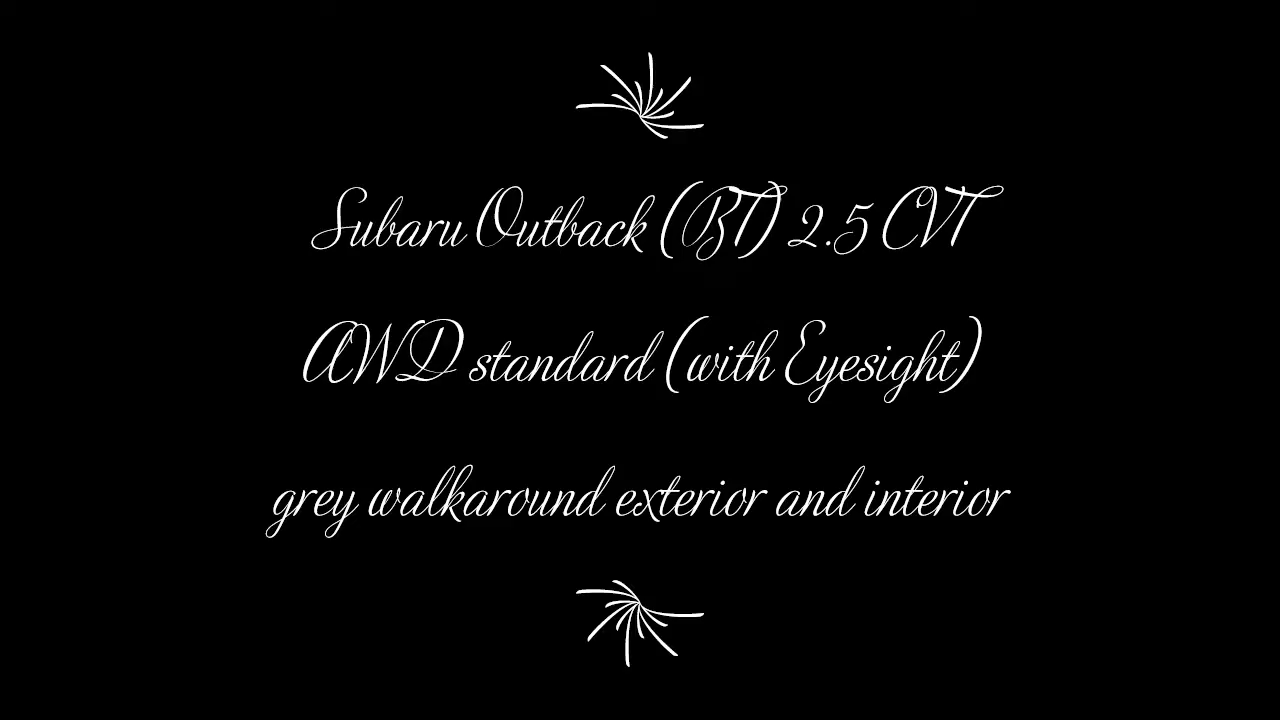 Subaru Outback (BT) 2.5 CVT
AWD standard (with Eyesight)
grey walkaround exterior and interior